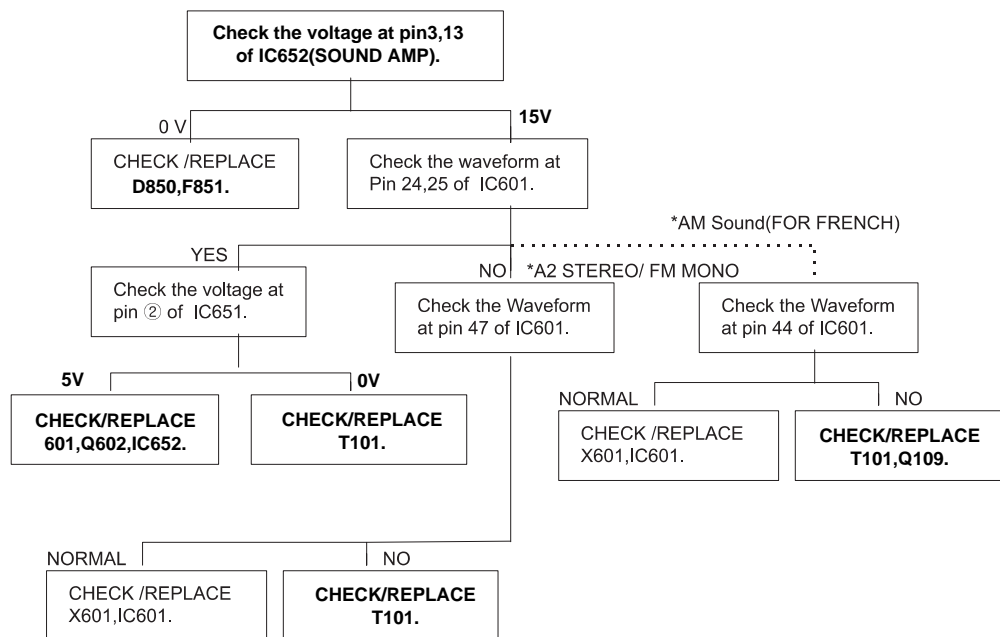 Check the voltage at pin3,13
of IC652(SOUND AMP).
0 V
15V
CHECK /REPLACE
D850,F851.
Check the waveform at
Pin 24,25 of IC601.
*AM Sound(FOR FRENCH)
YES
NO
*A2 STEREO/ FM MONO
Check the voltage at
pin ② of IC651.
Check the Waveform
at pin 47 of IC601.
Check the Waveform
at pin 44 of IC601.
5V
0V
CHECK/REPLACE
601,Q602,IC652.
CHECK/REPLACE
T101.
NORMAL
NO
CHECK /REPLACE
X601,IC601.
CHECK/REPLACE
T101,Q109.
NORMAL
NO
CHECK /REPLACE
X601,IC601.
CHECK/REPLACE
T101.